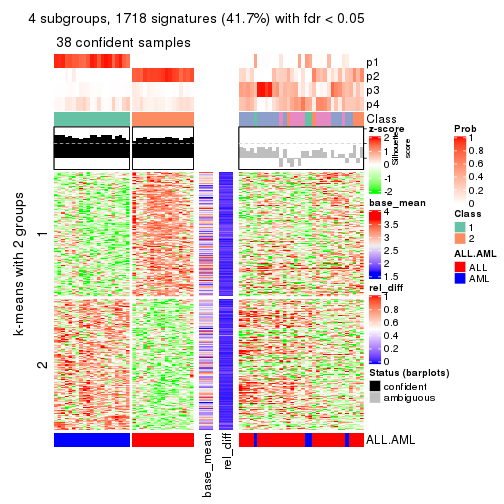 4 subgroups, 1718 signatures (41.7%) with fdr < 0.05
38 confident samples
p1
p2
p3
p4
Class
z-score
2
1
0
-1
-2
Silhouette
score
Prob
1
0.8
0.6
0.4
0.2
0
base_mean
4
3.5
3
2.5
2
1.5
Class
1
2
ALL.AML
ALL
AML
rel_diff
1
0.8
0.6
0.4
0.2
0
Status (barplots)
confident
ambiguous
k-means with 2 groups
1
2
ALL.AML
base_mean
rel_diff